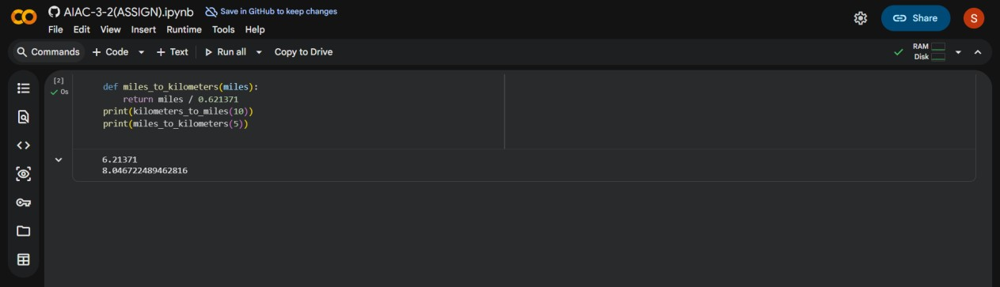 AIAC-3-2(ASSIGN).ipynb Save in GitHub to keep changes
File Edit View Insert Runtime Tools Help
Share
S
Commands + Code + Text Run all Copy to Drive
RAM
Disk
[2]
0s
def miles_to_kilometers(miles):
    return miles / 0.621371
print(kilometers_to_miles(10))
print(miles_to_kilometers(5))
6.21371
8.046722489462816